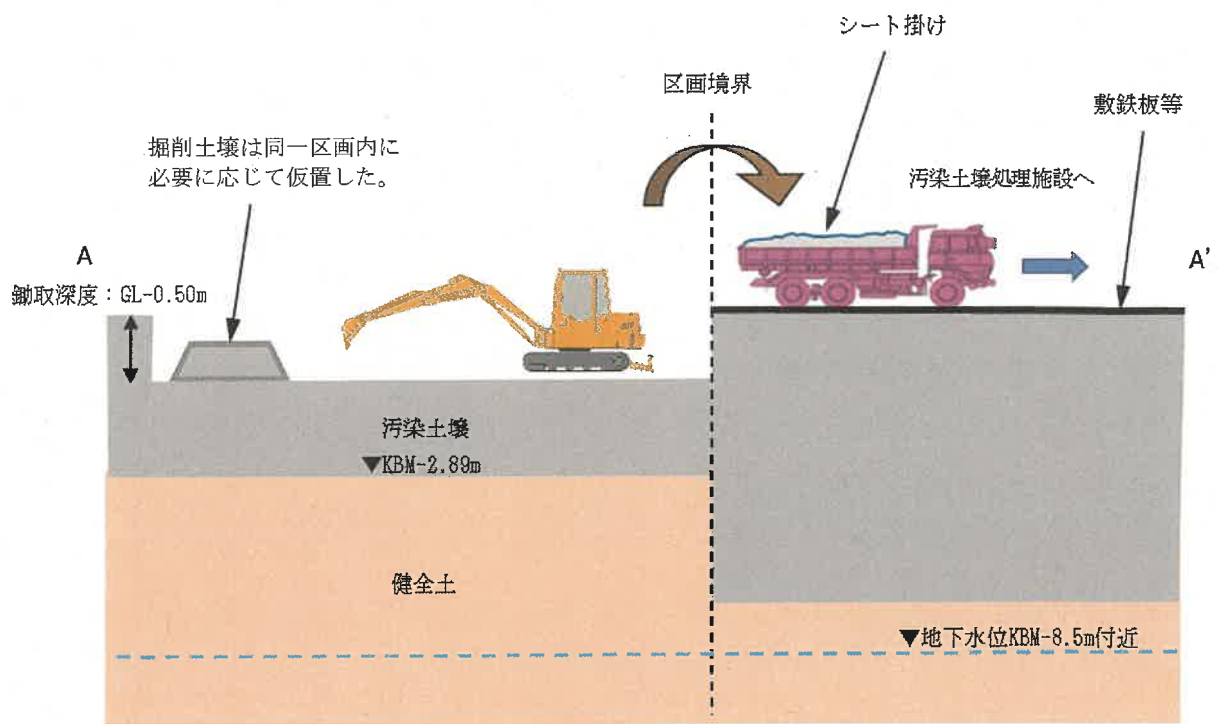 シート掛け
区画境界
敷鉄板等
掘削土壌は同一区画内に
必要に応じて仮置した。
汚染土壌処理施設へ
A
A'
鋤取深度:GL-0.50m
汚染土壌
▼KBM-2.89m
健全土
▼地下水位KBM-8.5m付近